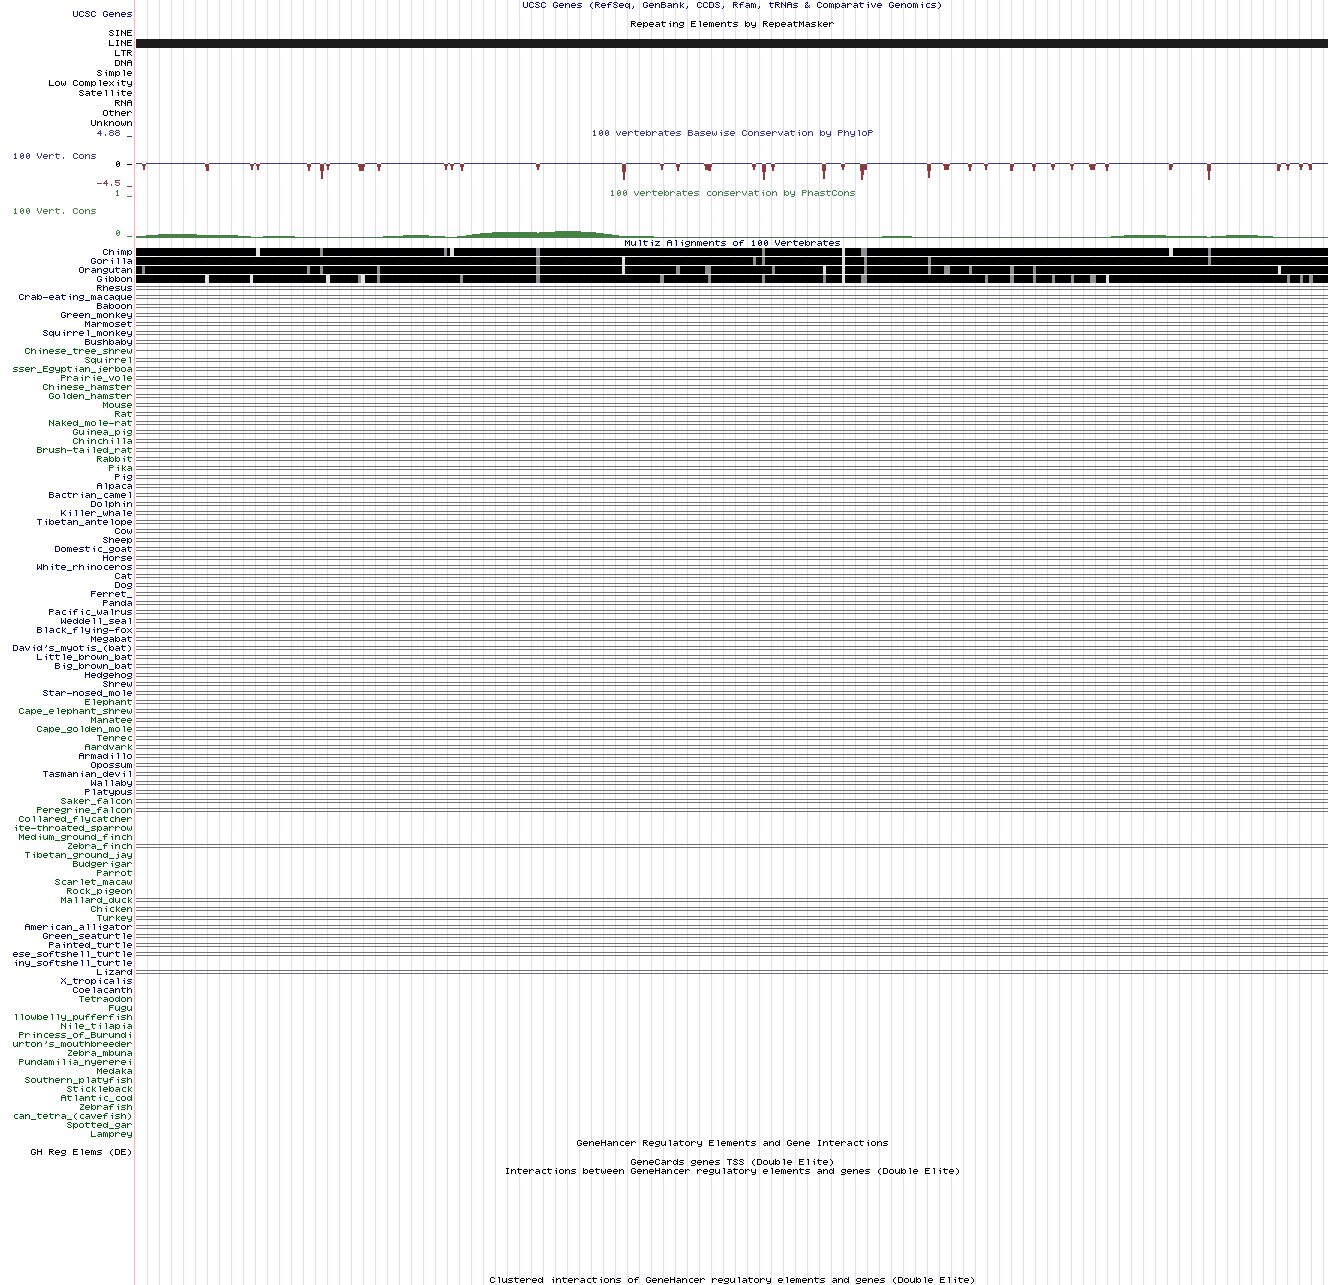 UCSC Genes (RefSeq, GenBank, CCDS, Rfam, tRNAs & Comparative Genomics)
UCSC Genes
Repeating Elements by RepeatMasker
SINE
LINE
LTR
DNA
Simple
Low Complexity
Satellite
RNA
Other
Unknown
4.88 _
100 vertebrates Basewise Conservation by PhyloP
100 Vert. Cons
0 -
-4.5 _
100 vertebrates conservation by PhastCons
1 _
100 Vert. Cons
0 _
Multiz Alignments of 100 Vertebrates
Chimp
Gorilla
Orangutan
Gibbon
Rhesus
Crab-eating_macaque
Baboon
Green_monkey
Marmoset
Squirrel_monkey
Bushbaby
Chinese_tree_shrew
Squirrel
sser_Egyptian_jerboa
Prairie_vole
Chinese_hamster
Golden_hamster
Mouse
Rat
Naked_mole-rat
Guinea_pig
Chinchilla
Brush-tailed_rat
Rabbit
Pika
Pig
Alpaca
Bactrian_camel
Dolphin
Killer_whale
Tibetan_antelope
Cow
Sheep
Domestic_goat
Horse
White_rhinoceros
Cat
Dog
Ferret_
Panda
Pacific_walrus
Weddell_seal
Black_flying-fox
Megabat
David's_myotis_(bat)
Little_brown_bat
Big_brown_bat
Hedgehog
Shrew
Star-nosed_mole
Elephant
Cape_elephant_shrew
Manatee
Cape_golden_mole
Tenrec
Aardvark
Armadillo
Opossum
Tasmanian_devil
Wallaby
Platypus
Saker_falcon
Peregrine_falcon
Collared_flycatcher
ite-throated_sparrow
Medium_ground_finch
Zebra_finch
Tibetan_ground_jay
Budgerigar
Parrot
Scarlet_macaw
Rock_pigeon
Mallard_duck
Chicken
Turkey
American_alligator
Green_seaturtle
Painted_turtle
ese_softshell_turtle
iny_softshell_turtle
Lizard
X_tropicalis
Coelacanth
Tetraodon
Fugu
llowbelly_pufferfish
Nile_tilapia
Princess_of_Burundi
urton's_mouthbreeder
Zebra_mbuna
Pundamilia_nyererei
Medaka
Southern_platyfish
Stickleback
Atlantic_cod
Zebrafish
can_tetra_(cavefish)
Spotted_gar
Lamprey
GeneHancer Regulatory Elements and Gene Interactions
GH Reg Elems (DE)
GeneCards genes TSS (Double Elite)
Interactions between GeneHancer regulatory elements and genes (Double Elite)
Clustered interactions of GeneHancer regulatory elements and genes (Double Elite)